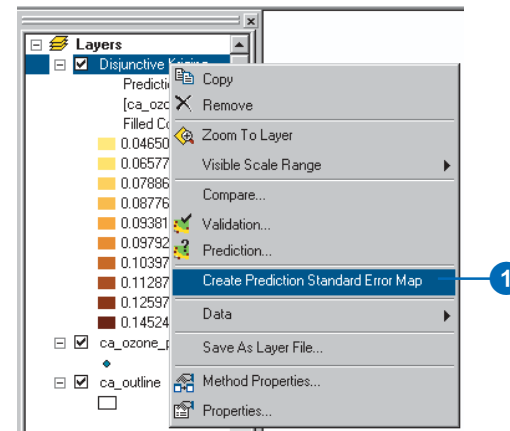 Layers
Disjunctive Kriging
Predicti
[ca_ozo
Filled Co
0.04650
0.06577
0.07886
0.08776
0.09381
0.09792
0.10397
0.11287
0.12597
0.14524
ca_ozone_p
ca_outline
Copy
Remove
Zoom To Layer
Visible Scale Range
Compare...
Validation...
Prediction...
Create Prediction Standard Error Map
1
Data
Save As Layer File...
Method Properties...
Properties...